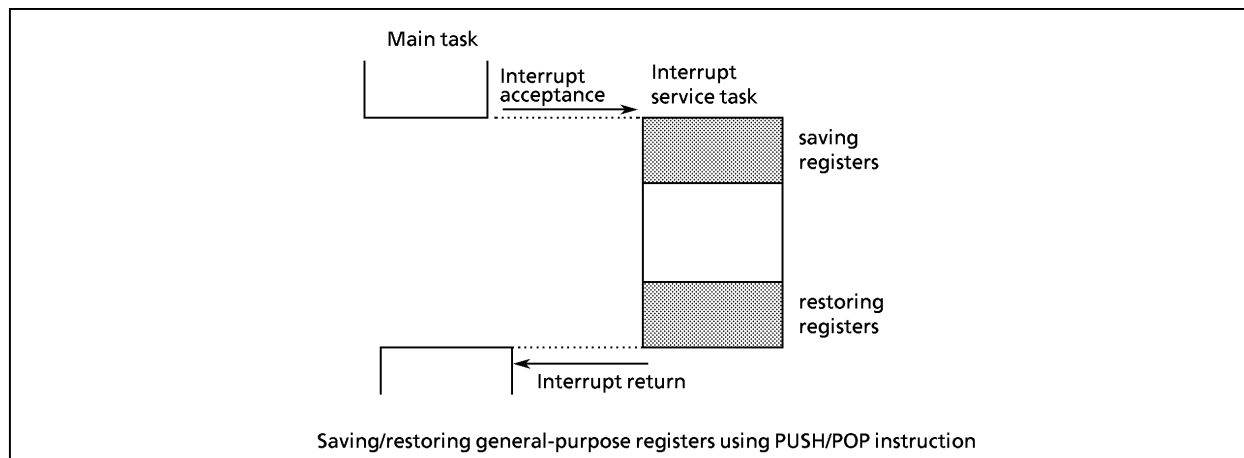 Main task
Interrupt
acceptance
Interrupt
service task
saving
registers
restoring
registers
Interrupt return
Saving/restoring general-purpose registers using PUSH/POP instruction